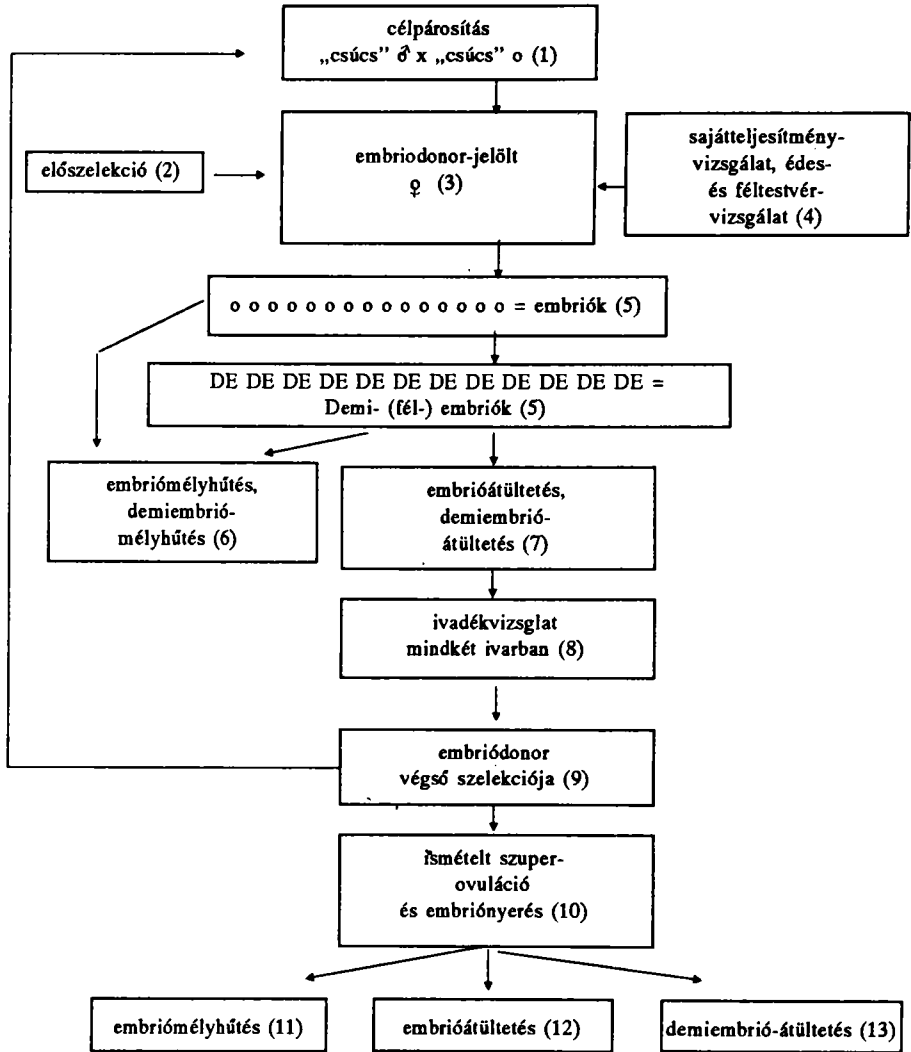 célpárosítás
„csúcs” ♂ x „csúcs” o (1)
előszelekció (2)
embriodonor-jelölt
♀ (3)
sajátteljesítmény-
vizsgálat, édes-
és féltestvér-
vizsgálat (4)
o o o o o o o o o o o o o o o = embriók (5)
DE DE DE DE DE DE DE DE DE DE DE DE =
Demi- (fél-) embriók (5)
embriómélyhűtés,
demiembrió-
mélyhűtés (6)
embrióátültetés,
demiembrió-
átültetés (7)
ivadékvizsglat
mindkét ivarban (8)
embriódonor
végső szelekciója (9)
ismételt szuper-
ovuláció
és embriónyerés (10)
embriómélyhűtés (11)
embrióátültetés (12)
demiembrió-átültetés (13)